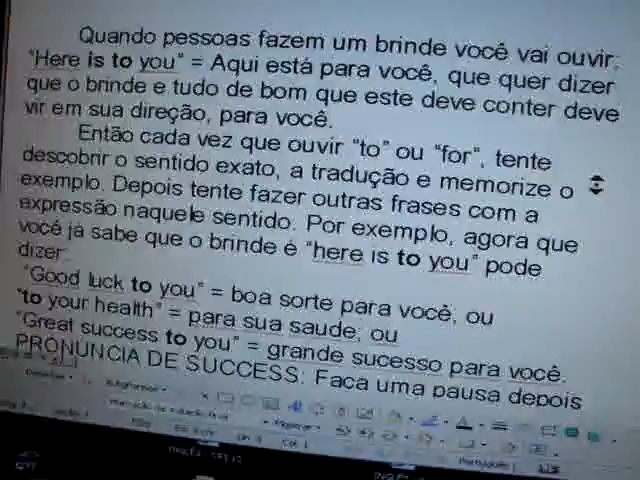 Quando pessoas fazem um brinde você vai ouvir:
"Here is to you" = Aqui está para você, que quer dizer
que o brinde e tudo de bom que este deve conter deve
vir em sua direção, para você.
Então cada vez que ouvir "to" ou "for", tente
descobrir o sentido exato, a tradução e memorize o
exemplo. Depois tente fazer outras frases com a
expressão naquele sentido. Por exemplo, agora que
você já sabe que o brinde é "here is to you" pode
dizer:
"Good luck to you" = boa sorte para você, ou
"to your health" = para sua saude, ou
"Great success to you" = grande sucesso para você.
PRONÚNCIA DE SUCCESS: Faca uma pausa depois